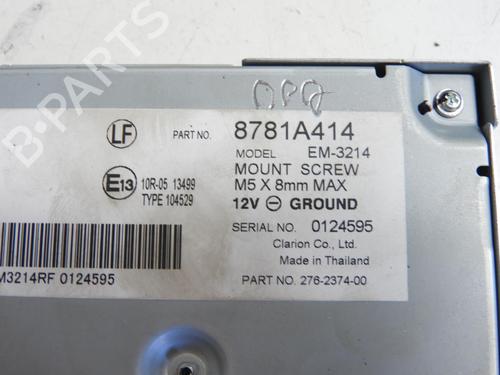 LF PART NO. 8781A414
MODEL EM-3214
MOUNT SCREW
E13 10R-05 13499 M5 X 8mm MAX
TYPE 104529 12V ⊖ GROUND
SERIAL NO. 0124595
Clarion Co., Ltd.
Made in Thailand
M3214RF 0124595 PART NO. 276-2374-00
B-PARTS